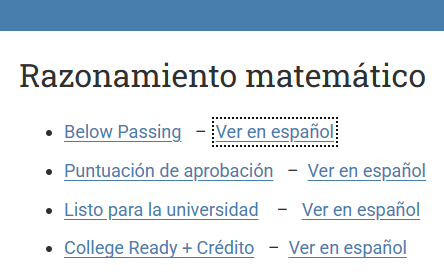 Razonamiento matemático
Below Passing – Ver en español
Puntuación de aprobación – Ver en español
Listo para la universidad – Ver en español
College Ready + Crédito – Ver en español